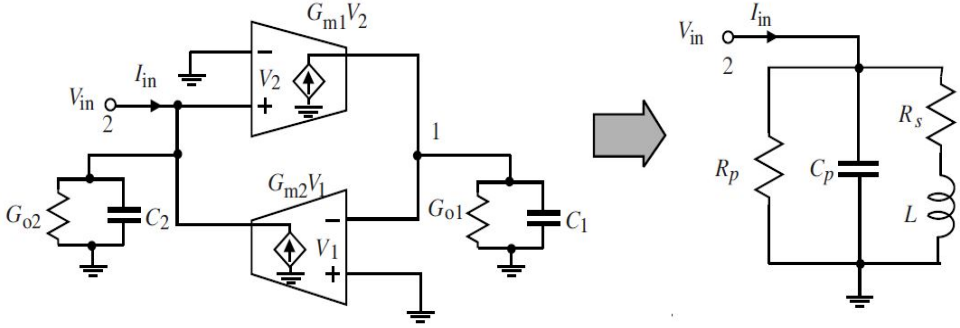 Gm1V2
V2
−
+
Vin
2
Iin
1
Gm2V1
V1
−
+
Go2
C2
Go1
C1
Vin
2
Iin
Rp
Cp
Rs
L